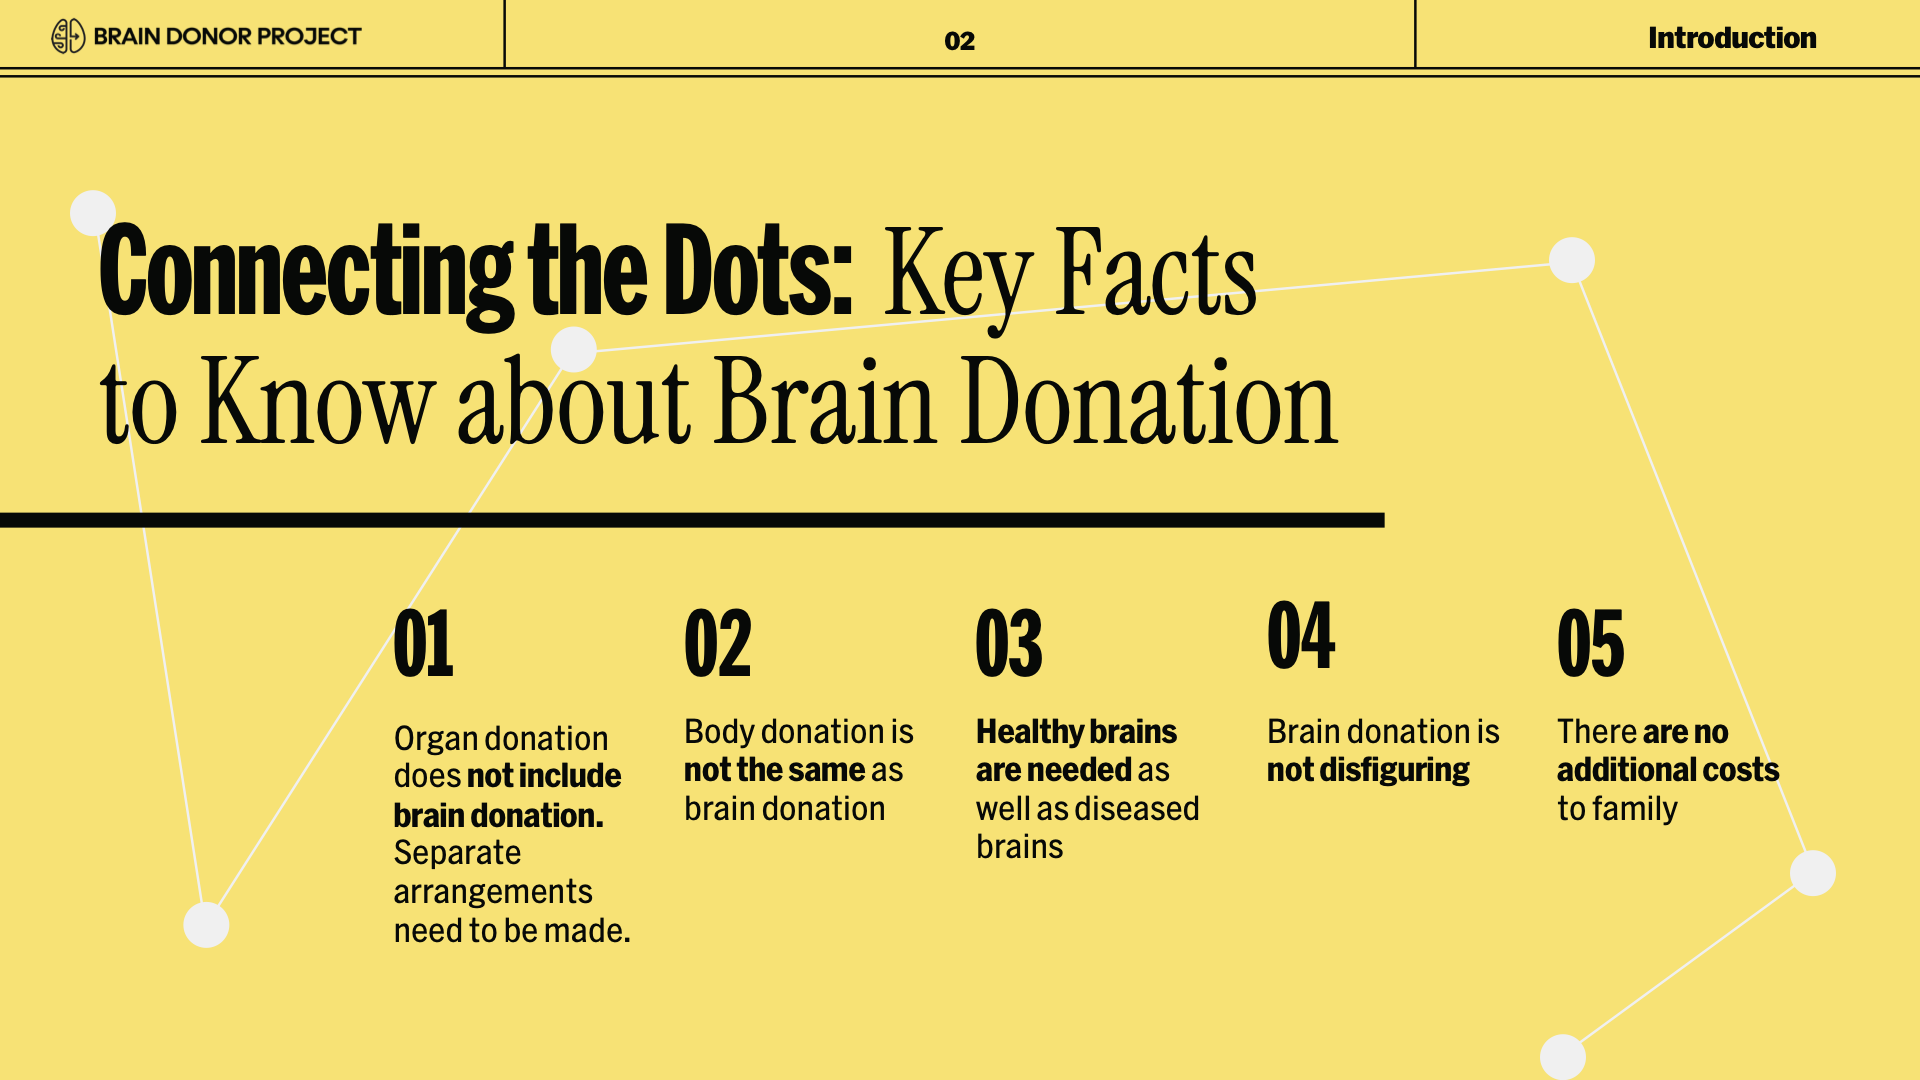 BRAIN DONOR PROJECT
02
Introduction
Connecting the Dots: Key Facts
to Know about Brain Donation
01
Organ donation
does not include
brain donation.
Separate
arrangements
need to be made.
02
Body donation is
not the same as
brain donation
03
Healthy brains
are needed as
well as diseased
brains
04
Brain donation is
not disfiguring
05
There are no
additional costs
to family